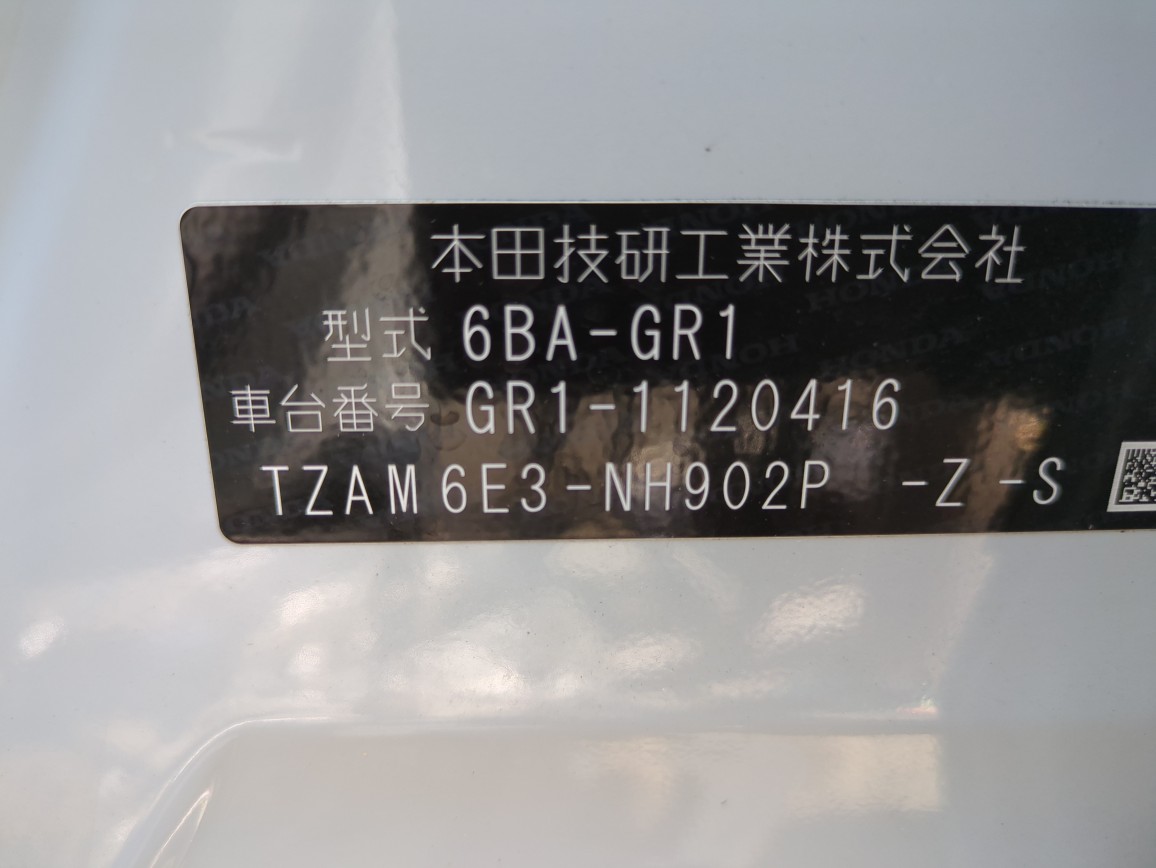 本田技研工業株式会社
型式 6BA-GR1
車台番号 GR1-1120416
TZAM6E3-NH902P -Z -S